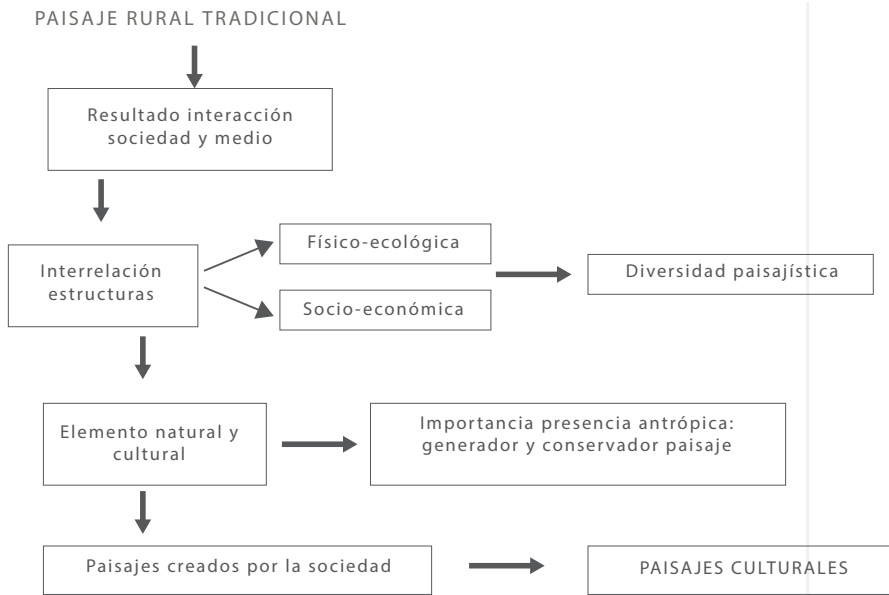 PAISAJE RURAL TRADICIONAL
Resultado interacción
sociedad y medio
Interrelación
estructuras
Físico-ecológica
Socio-económica
Diversidad paisajística
Elemento natural y
cultural
Importancia presencia antrópica:
generador y conservador paisaje
Paisajes creados por la sociedad
PAISAJES CULTURALES